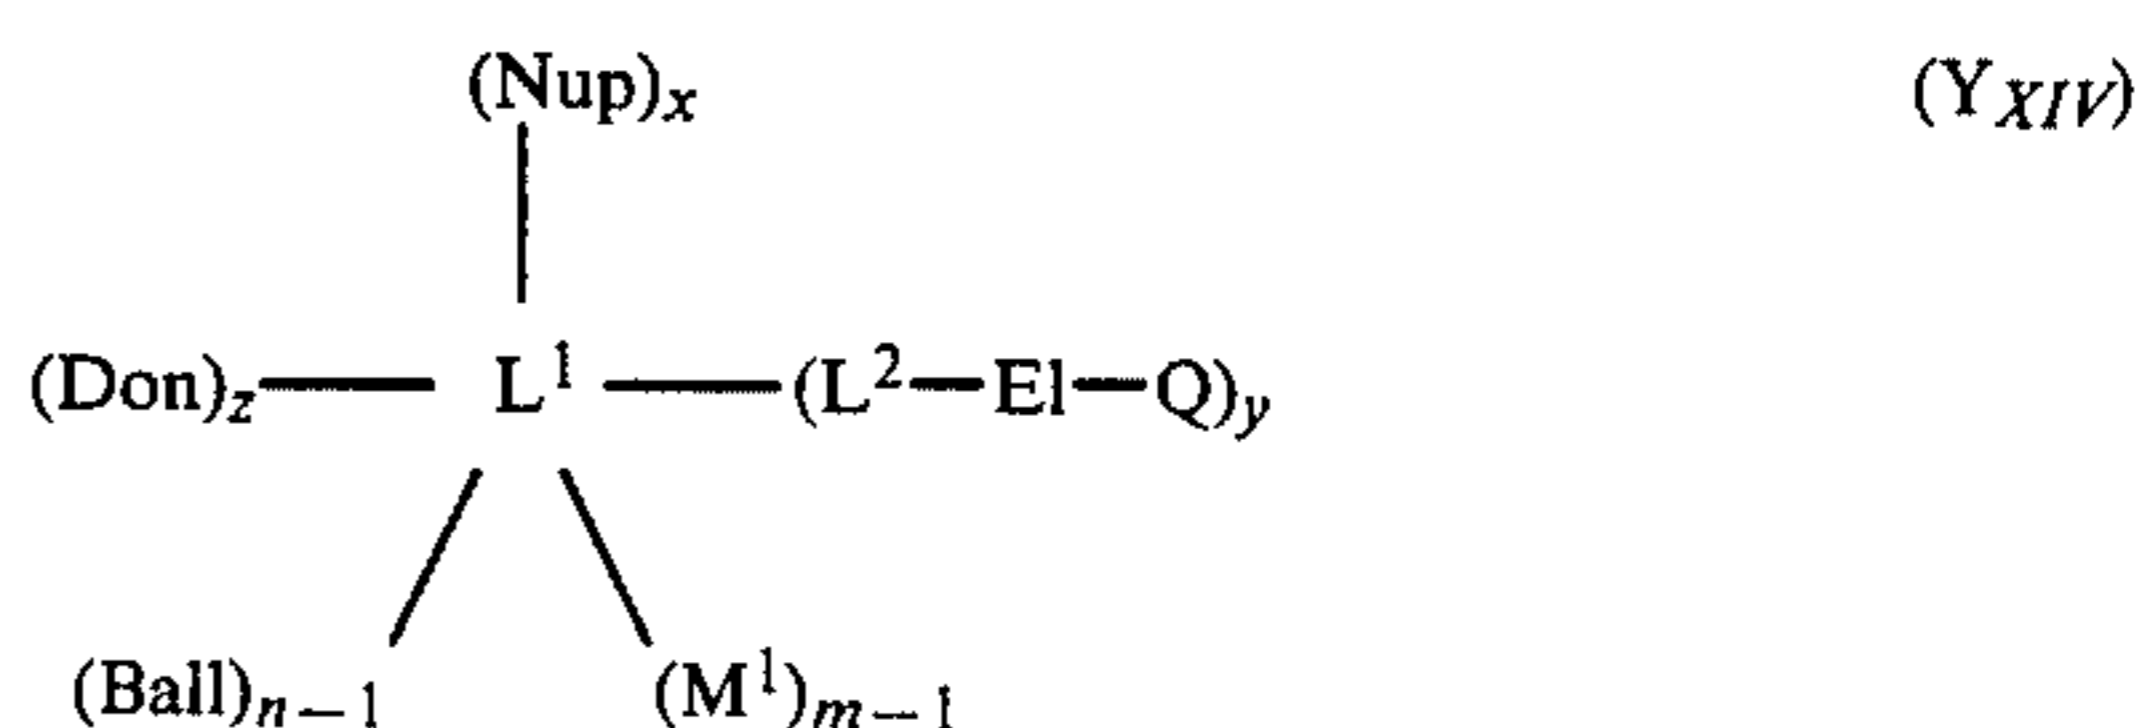 (Nup)x (YXIV)
(Don)z L1 (L2—El—Q)y
(Ball)n−1 (M1)m−1